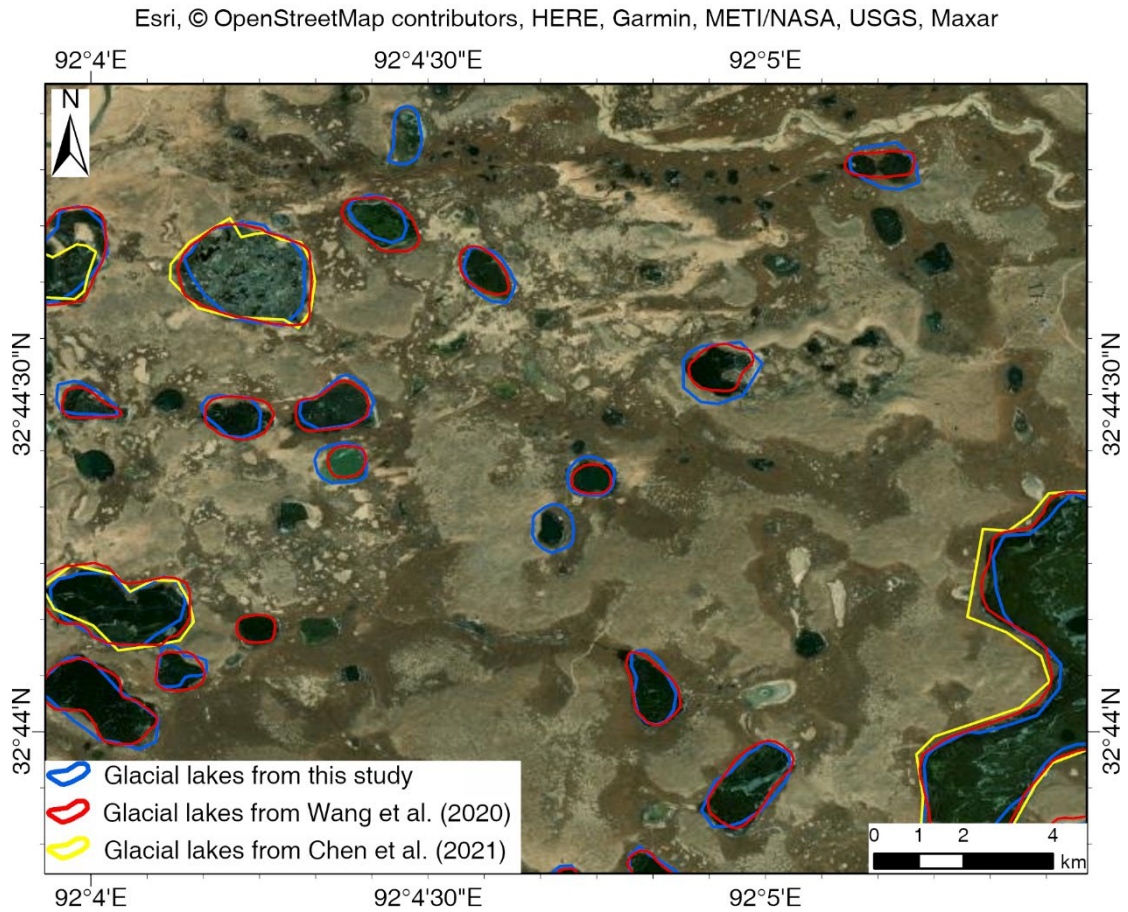 Esri, © OpenStreetMap contributors, HERE, Garmin, METI/NASA, USGS, Maxar
92°4'E 92°4'30"E 92°5'E
N
32°44'30"N 32°44'30"N
32°44'N 32°44'N
Glacial lakes from this study
Glacial lakes from Wang et al. (2020)
Glacial lakes from Chen et al. (2021)
0 1 2 4
km
92°4'E 92°4'30"E 92°5'E